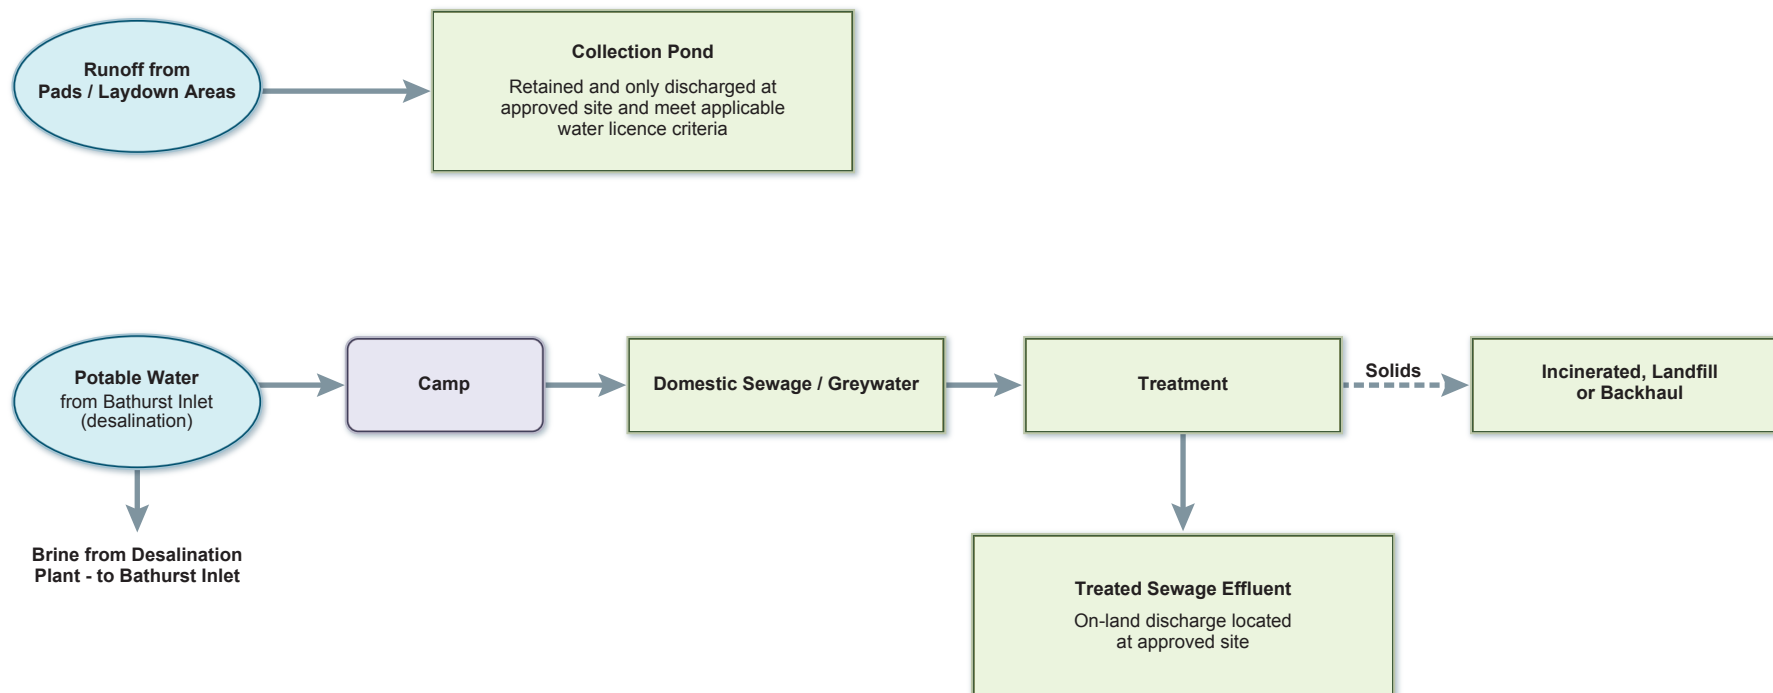 Runoff from
Pads / Laydown Areas
Collection Pond
Retained and only discharged at
approved site and meet applicable
water licence criteria
Potable Water
from Bathurst Inlet
(desalination)
Camp
Domestic Sewage / Greywater
Treatment
Solids
Incinerated, Landfill
or Backhaul
Brine from Desalination
Plant - to Bathurst Inlet
Treated Sewage Effluent
On-land discharge located
at approved site